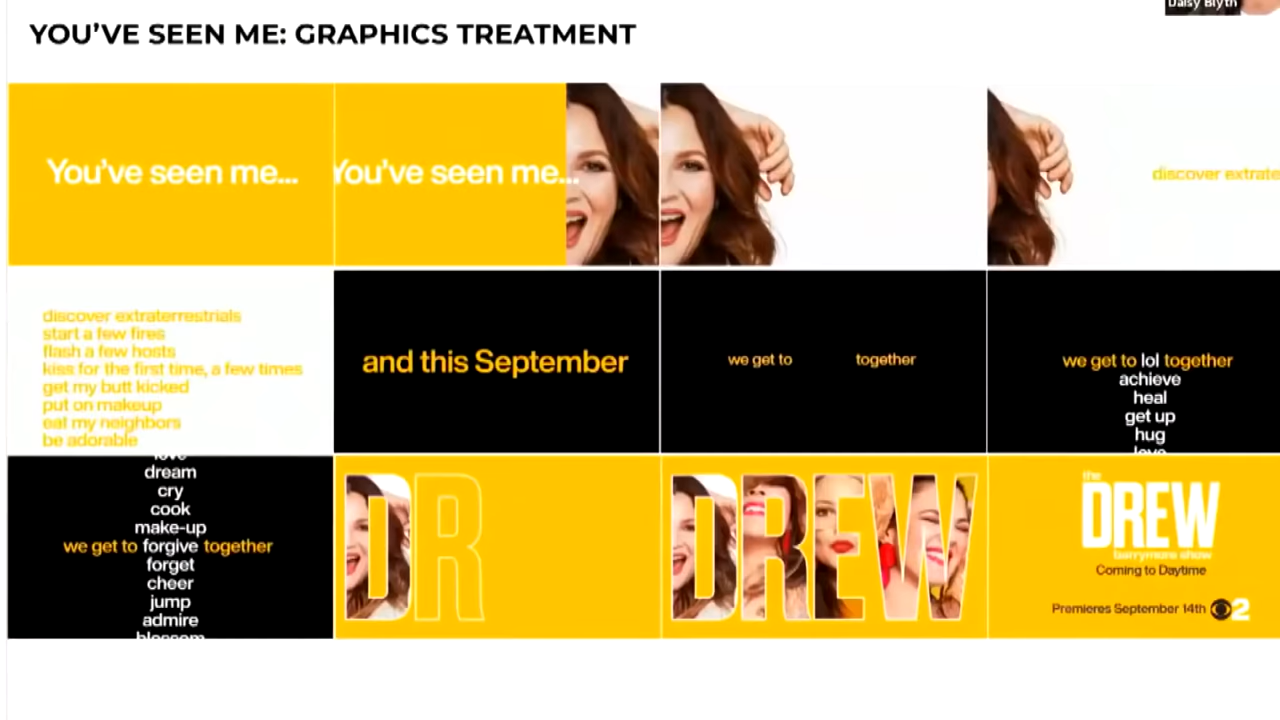 Daisy Blyth
YOU'VE SEEN ME: GRAPHICS TREATMENT
You've seen me...
You've seen me...
discover extrate
discover extraterrestrials
start a few fires
flash a few hosts
kiss for the first time, a few times
get my butt kicked
put on makeup
eat my neighbors
be adorable
and this September
we get to together
we get to lol together
achieve
heal
get up
hug
love
love
dream
cry
cook
make-up
we get to forgive together
forget
cheer
jump
admire
blossom
DR
DREW
the
DREW
barrymore show
Coming to Daytime
Premieres September 14th 2